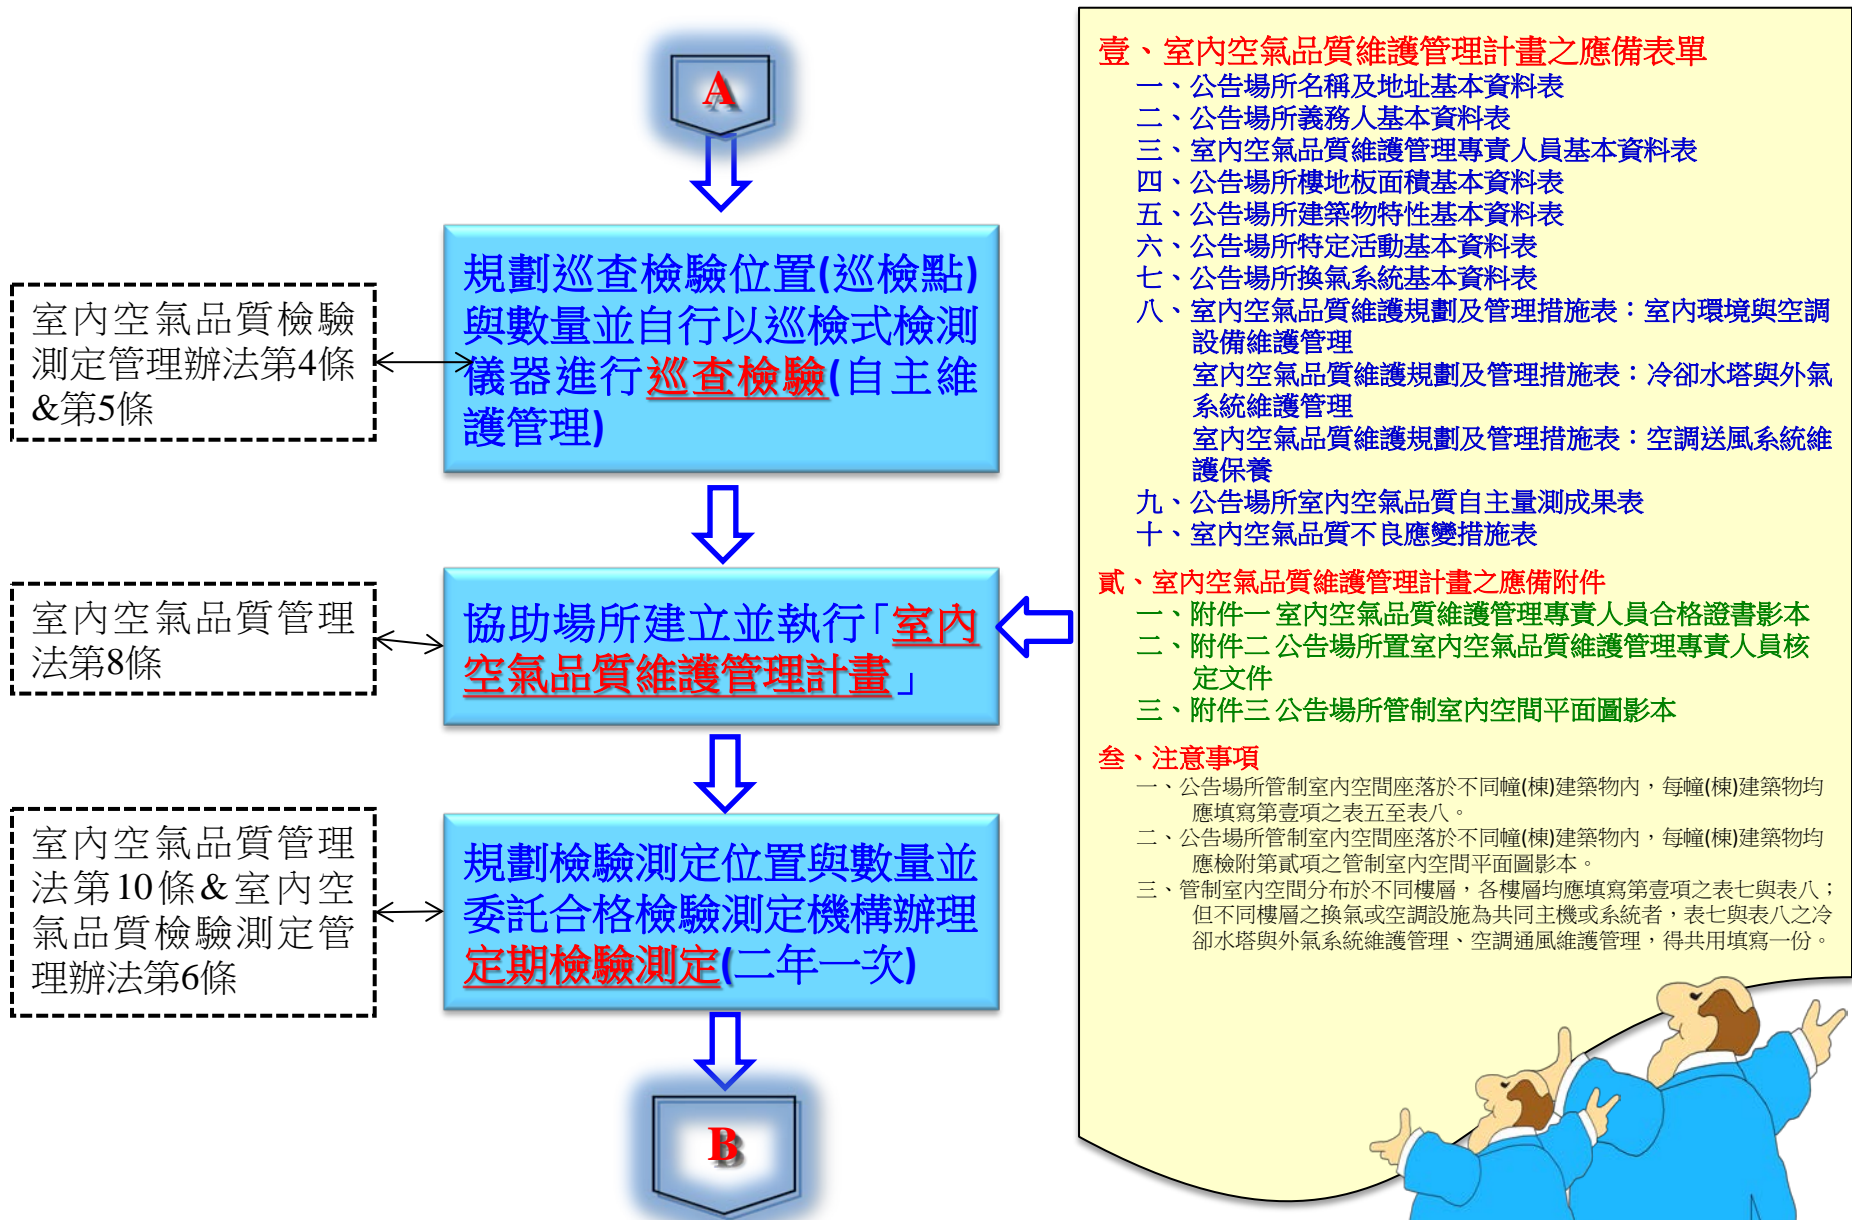 A
規劃巡查檢驗位置(巡檢點)
與數量並自行以巡檢式檢測
儀器進行巡查檢驗(自主維
護管理)
室內空氣品質檢驗
測定管理辦法第4條
&第5條
協助場所建立並執行「室內
空氣品質維護管理計畫」
室內空氣品質管理
法第8條
規劃檢驗測定位置與數量並
委託合格檢驗測定機構辦理
定期檢驗測定(二年一次)
室內空氣品質管理
法第10條&室內空
氣品質檢驗測定管
理辦法第6條
B
壹、室內空氣品質維護管理計畫之應備表單
一、公告場所名稱及地址基本資料表
二、公告場所義務人基本資料表
三、室內空氣品質維護管理專責人員基本資料表
四、公告場所樓地板面積基本資料表
五、公告場所建築物特性基本資料表
六、公告場所特定活動基本資料表
七、公告場所換氣系統基本資料表
八、室內空氣品質維護規劃及管理措施表：室內環境與空調
設備維護管理
室內空氣品質維護規劃及管理措施表：冷卻水塔與外氣
系統維護管理
室內空氣品質維護規劃及管理措施表：空調送風系統維
護保養
九、公告場所室內空氣品質自主量測成果表
十、室內空氣品質不良應變措施表
貳、室內空氣品質維護管理計畫之應備附件
一、附件一 室內空氣品質維護管理專責人員合格證書影本
二、附件二 公告場所置室內空氣品質維護管理專責人員核
定文件
三、附件三 公告場所管制室內空間平面圖影本
叁、注意事項
一、公告場所管制室內空間座落於不同幢(棟)建築物內，每幢(棟)建築物均
應填寫第壹項之表五至表八。
二、公告場所管制室內空間座落於不同幢(棟)建築物內，每幢(棟)建築物均
應檢附第貳項之管制室內空間平面圖影本。
三、管制室內空間分布於不同樓層，各樓層均應填寫第壹項之表七與表八；
但不同樓層之換氣或空調設施為共同主機或系統者，表七與表八之冷
卻水塔與外氣系統維護管理、空調通風維護管理，得共用填寫一份。